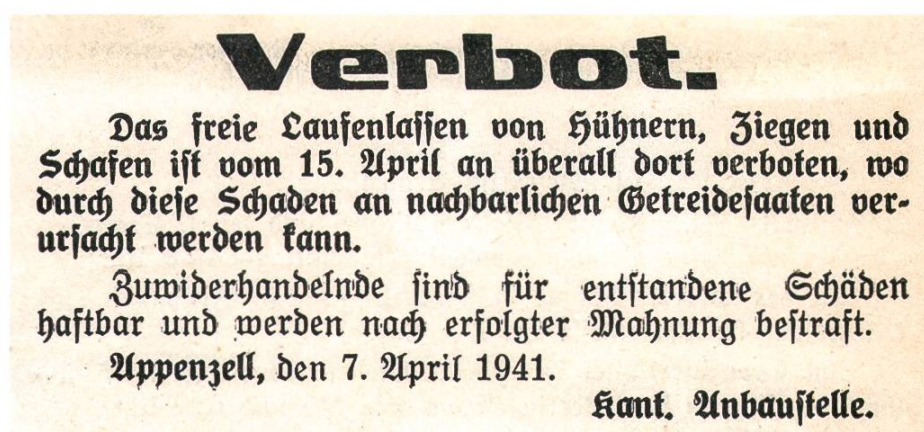 Verbot.
Das freie Laufenlassen von Hühnern, Ziegen und
Schafen ist vom 15. April an überall dort verboten, wo
durch diese Schaden an nachbarlichen Getreidesaaten ver-
ursacht werden kann.
Zuwiderhandelnde sind für entstandene Schäden
haftbar und werden nach erfolgter Mahnung bestraft.
Appenzell, den 7. April 1941.
Kant. Anbaustelle.